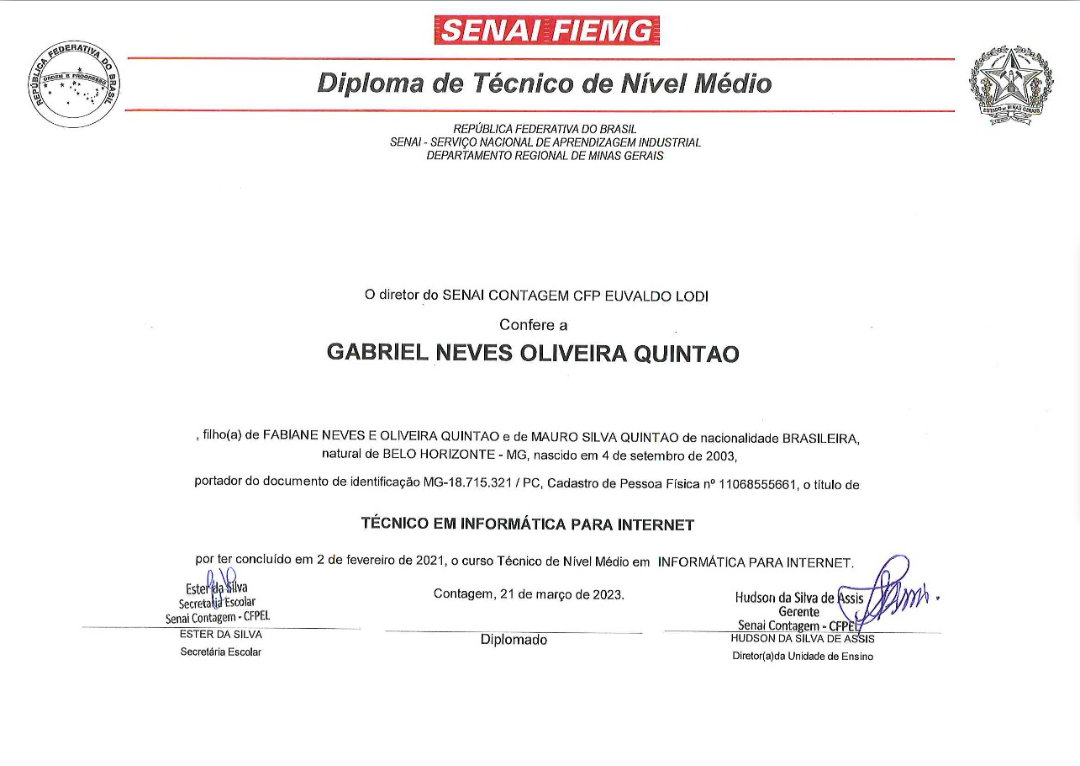 SENAI FIEMG
REPÚBLICA FEDERATIVA DO BRASIL
ORDEM E PROGRESSO
Diploma de Técnico de Nível Médio
ESTADO DE MINAS GERAIS
REPÚBLICA FEDERATIVA DO BRASIL
SENAI - SERVIÇO NACIONAL DE APRENDIZAGEM INDUSTRIAL
DEPARTAMENTO REGIONAL DE MINAS GERAIS
O diretor do SENAI CONTAGEM CFP EUVALDO LODI
Confere a
GABRIEL NEVES OLIVEIRA QUINTAO
, filho(a) de FABIANE NEVES E OLIVEIRA QUINTAO e de MAURO SILVA QUINTAO de nacionalidade BRASILEIRA,
natural de BELO HORIZONTE - MG, nascido em 4 de setembro de 2003,
portador do documento de identificação MG-18.715.321 / PC, Cadastro de Pessoa Física nº 11068555661, o título de
TÉCNICO EM INFORMÁTICA PARA INTERNET
por ter concluído em 2 de fevereiro de 2021, o curso Técnico de Nível Médio em INFORMÁTICA PARA INTERNET.
Contagem, 21 de março de 2023.
Ester da Silva
Secretaria Escolar
Senai Contagem - CFPEL
ESTER DA SILVA
Secretária Escolar
Diplomado
Hudson da Silva de Assis
Gerente
Senai Contagem - CFPEL
HUDSON DA SILVA DE ASSIS
Diretor(a)da Unidade de Ensino